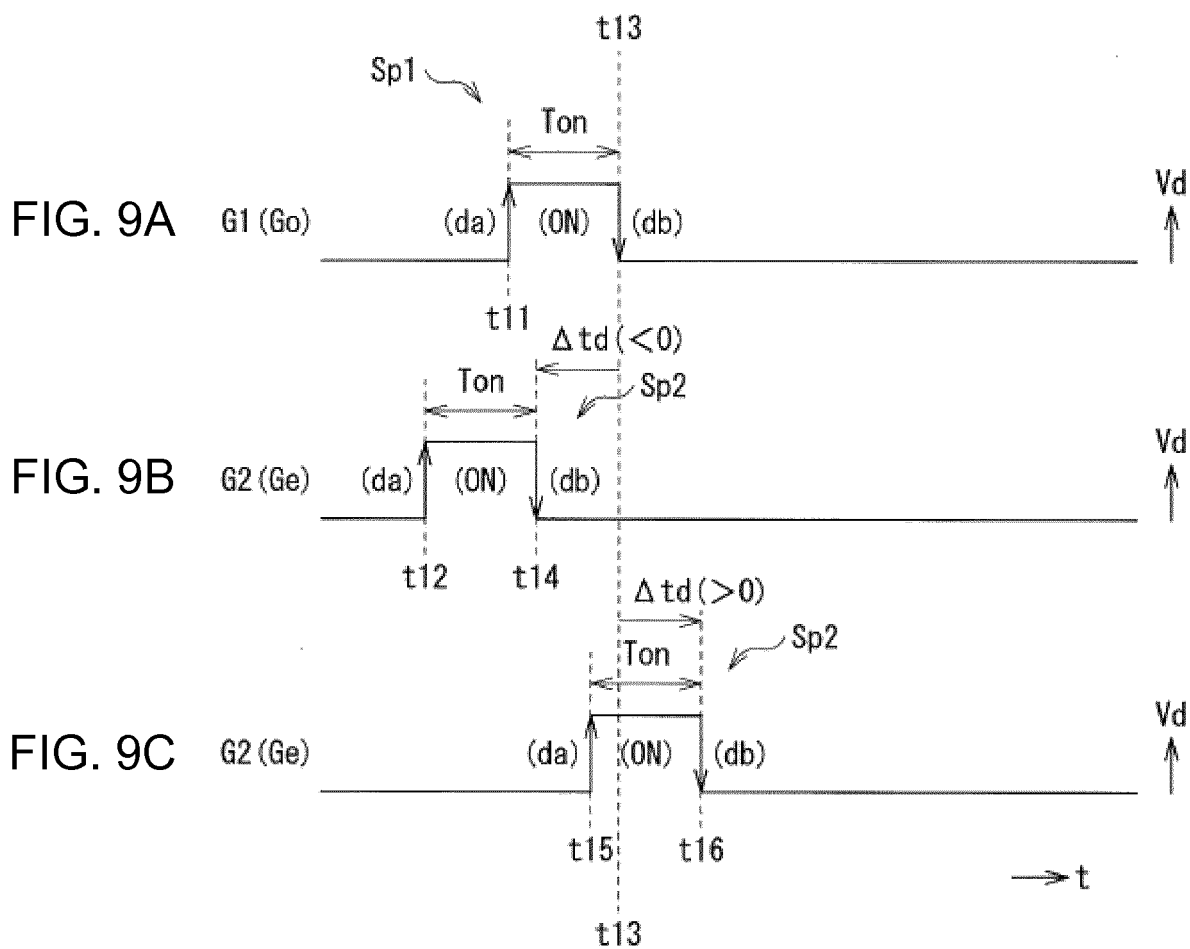 t13
Sp1
Ton
FIG. 9A G1(Go) (da) (ON) (db) Vd
t11
Δtd(<0)
Ton Sp2
FIG. 9B G2(Ge) (da) (ON) (db) Vd
t12 t14
Δtd(>0)
Ton Sp2
FIG. 9C G2(Ge) (da) (ON) (db) Vd
t15 t16
t
t13